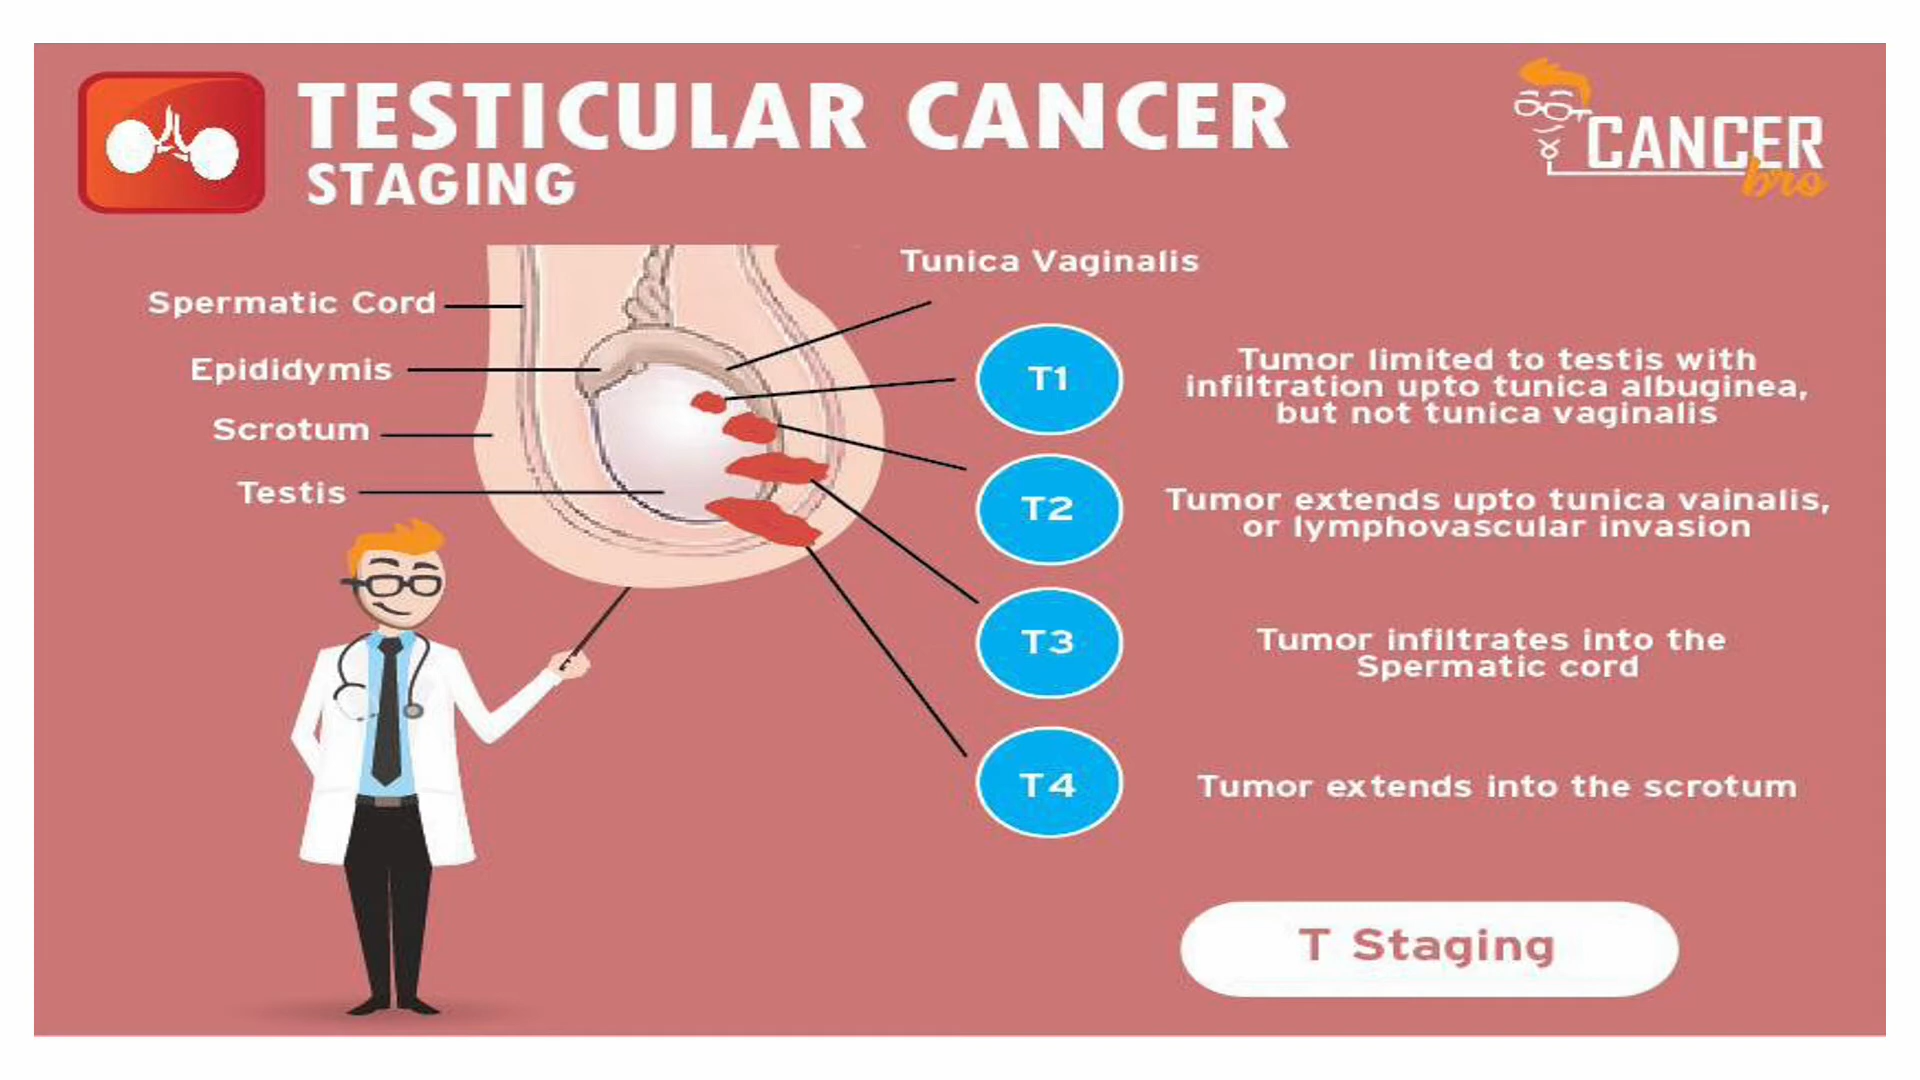 TESTICULAR CANCER
STAGING
CANCER
bro
Tunica Vaginalis
Spermatic Cord
Epididymis
Scrotum
Testis
T1
Tumor limited to testis with
infiltration upto tunica albuginea,
but not tunica vaginalis
T2
Tumor extends upto tunica vainalis,
or lymphovascular invasion
T3
Tumor infiltrates into the
Spermatic cord
T4
Tumor extends into the scrotum
T Staging